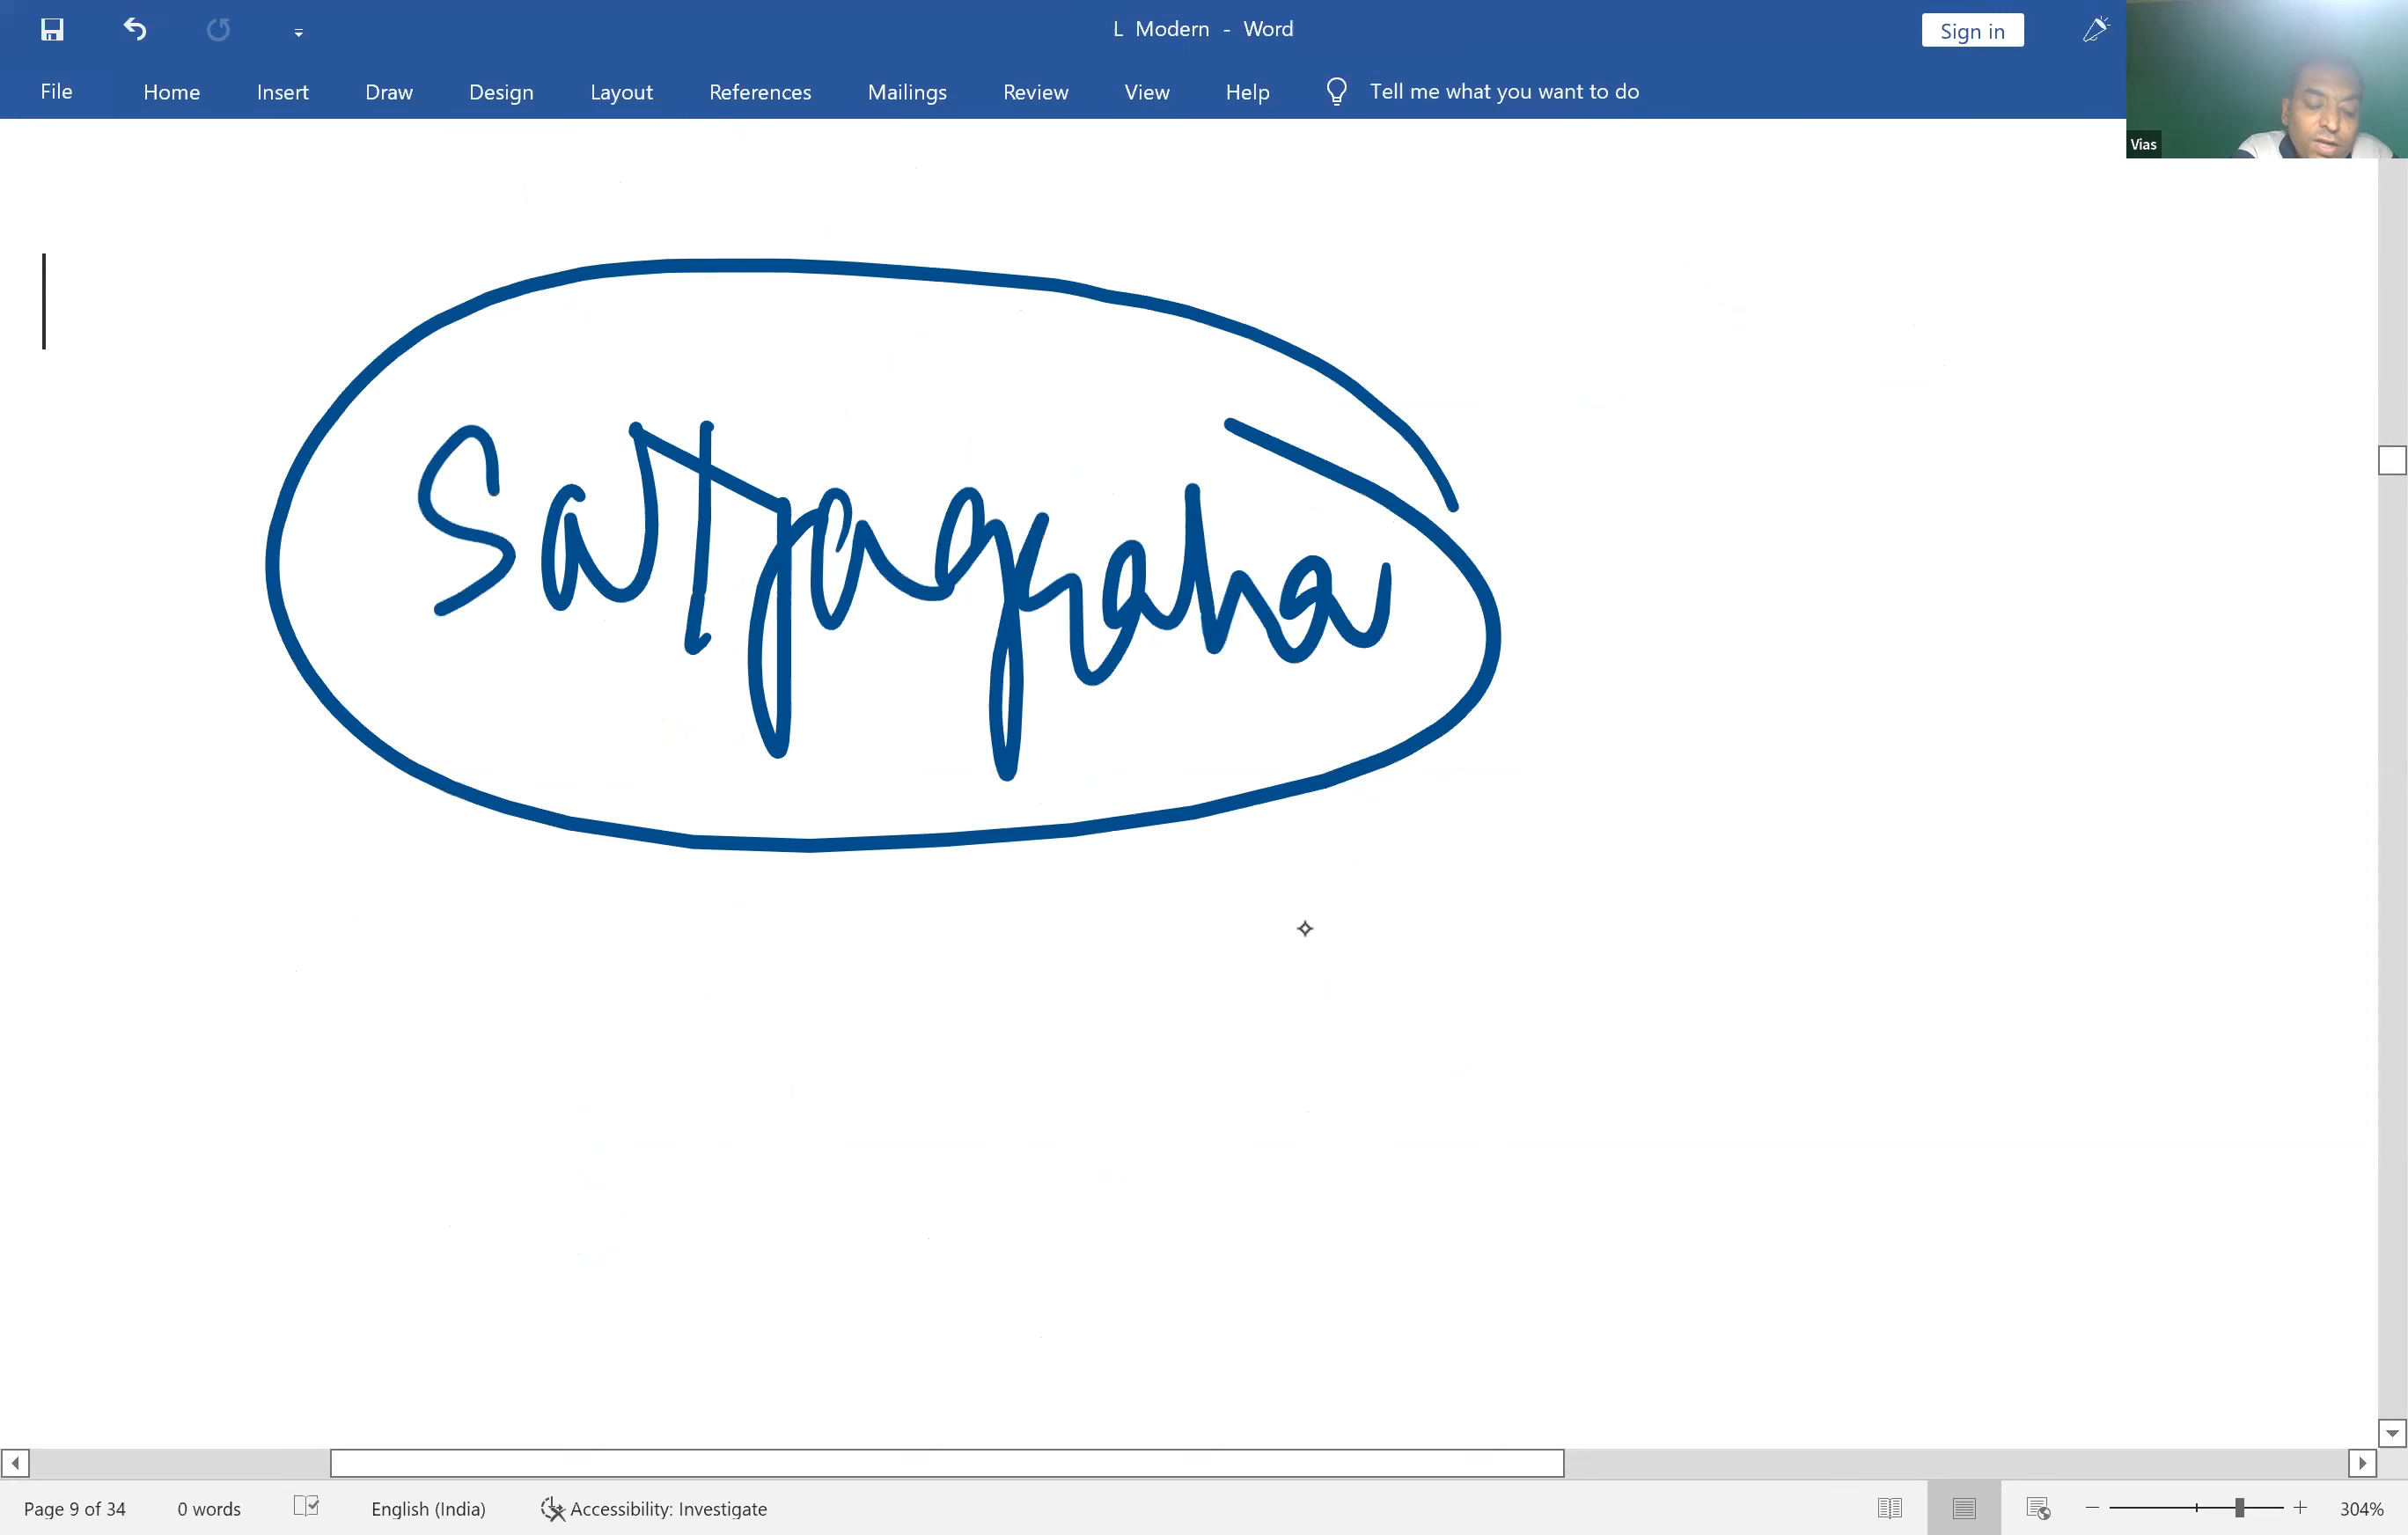 L Modern - Word
Sign in
File Home Insert Draw Design Layout References Mailings Review View Help Tell me what you want to do
Vias
Satyagraha
Page 9 of 34 0 words English (India) Accessibility: Investigate 304%